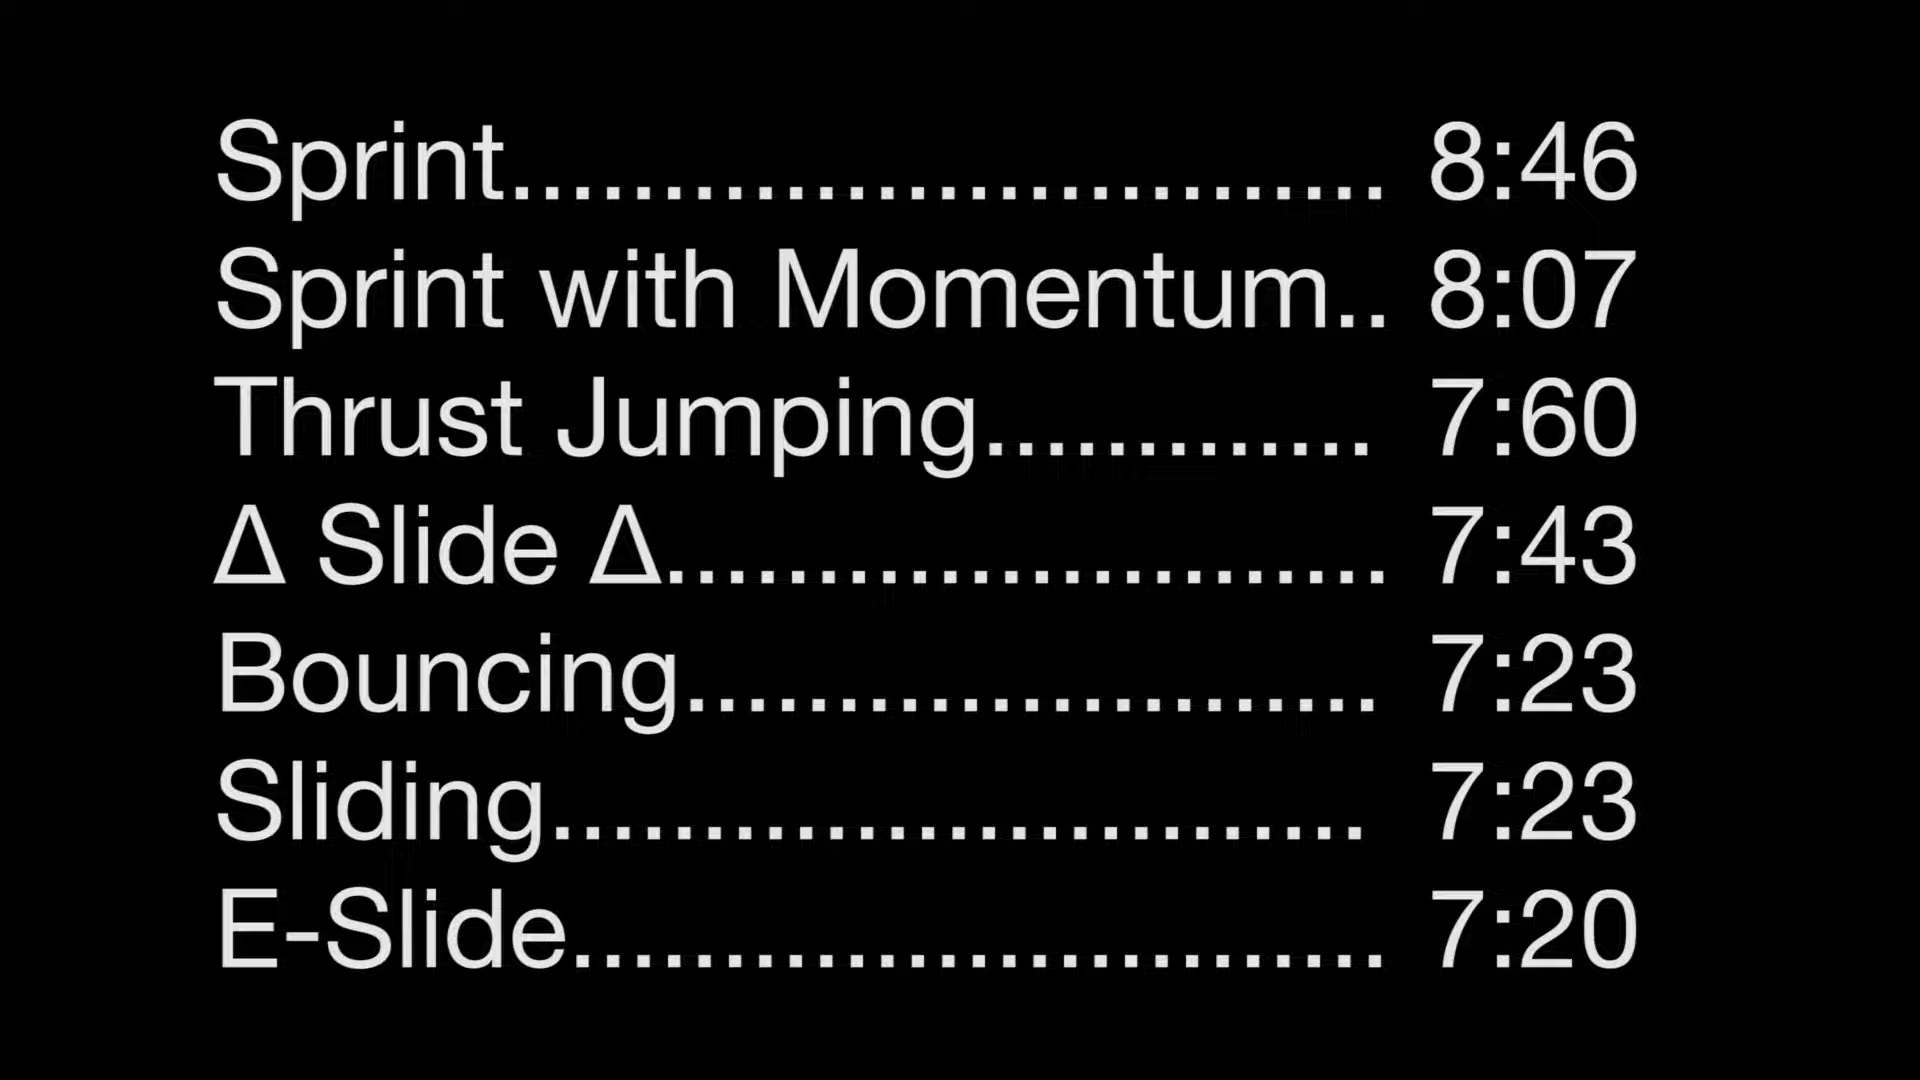 Sprint............................. 8:46
Sprint with Momentum.. 8:07
Thrust Jumping............. 7:60
Δ Slide Δ........................ 7:43
Bouncing....................... 7:23
Sliding........................... 7:23
E-Slide........................... 7:20